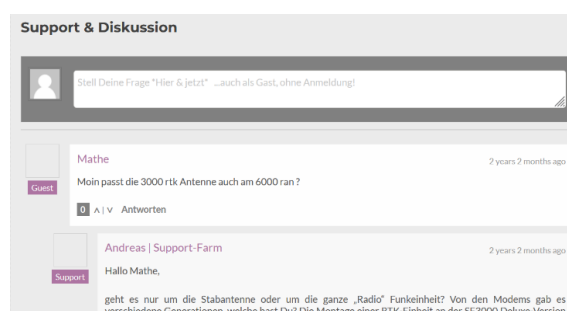 Support & Diskussion
Stell Deine Frage *Hier & jetzt* ...auch als Gast, ohne Anmeldung!
Mathe
2 years 2 months ago
Guest
Moin passt die 3000 rtk Antenne auch am 6000 ran ?
0 ∧ | ∨ Antworten
Andreas | Support-Farm
2 years 2 months ago
Support
Hallo Mathe,
geht es nur um die Stabantenne oder um die ganze „Radio“ Funkeinheit? Von den Modems gab es
verschiedene Generationen, welche hast Du? Die Montage einer RTK-Einheit an der SF3000 Deluxe Version